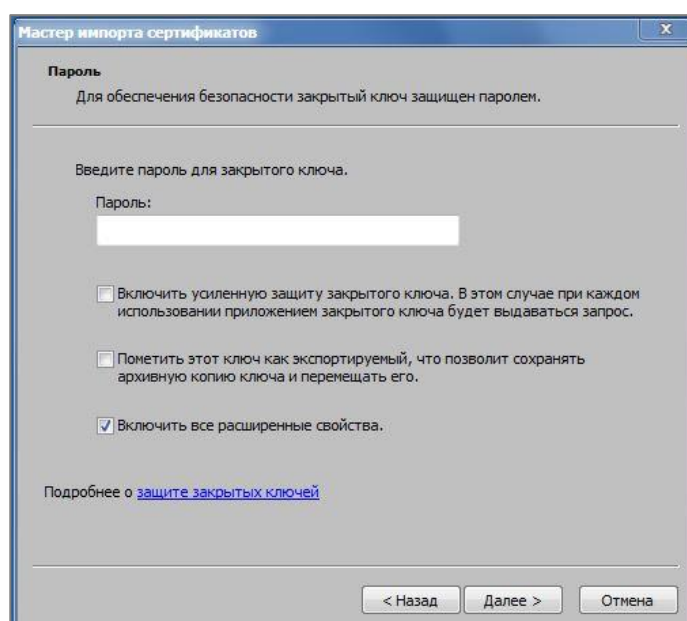 Мастер импорта сертификатов
Пароль
Для обеспечения безопасности закрытый ключ защищен паролем.
Введите пароль для закрытого ключа.
Пароль:
Включить усиленную защиту закрытого ключа. В этом случае при каждом
использовании приложением закрытого ключа будет выдаваться запрос.
Пометить этот ключ как экспортируемый, что позволит сохранять
архивную копию ключа и перемещать его.
Включить все расширенные свойства.
Подробнее о защите закрытых ключей
< Назад Далее > Отмена